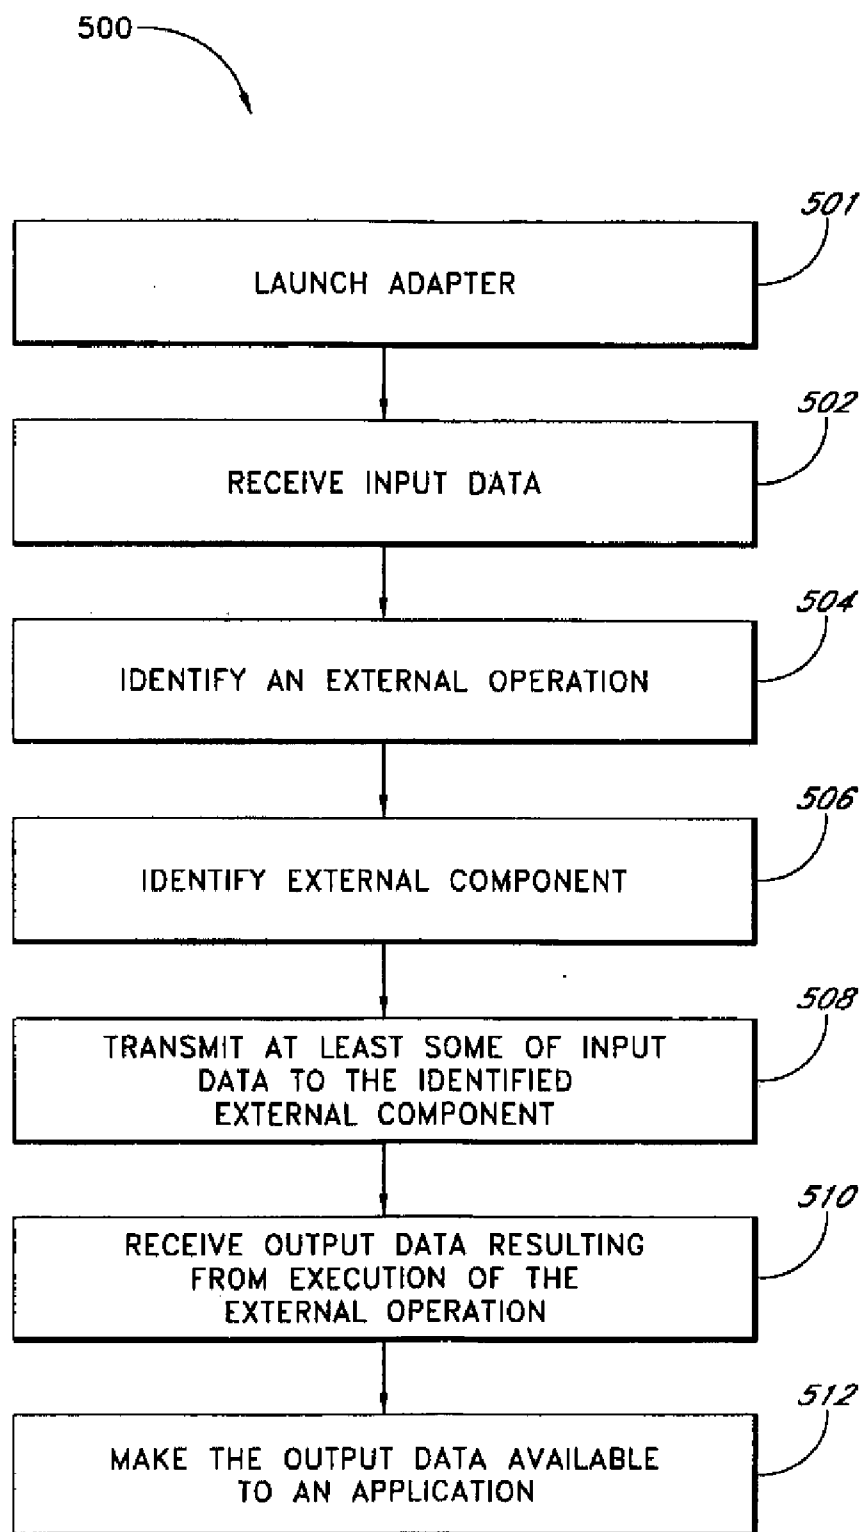 500
501
LAUNCH ADAPTER
502
RECEIVE INPUT DATA
504
IDENTIFY AN EXTERNAL OPERATION
506
IDENTIFY EXTERNAL COMPONENT
508
TRANSMIT AT LEAST SOME OF INPUT
DATA TO THE IDENTIFIED
EXTERNAL COMPONENT
510
RECEIVE OUTPUT DATA RESULTING
FROM EXECUTION OF THE
EXTERNAL OPERATION
512
MAKE THE OUTPUT DATA AVAILABLE
TO AN APPLICATION